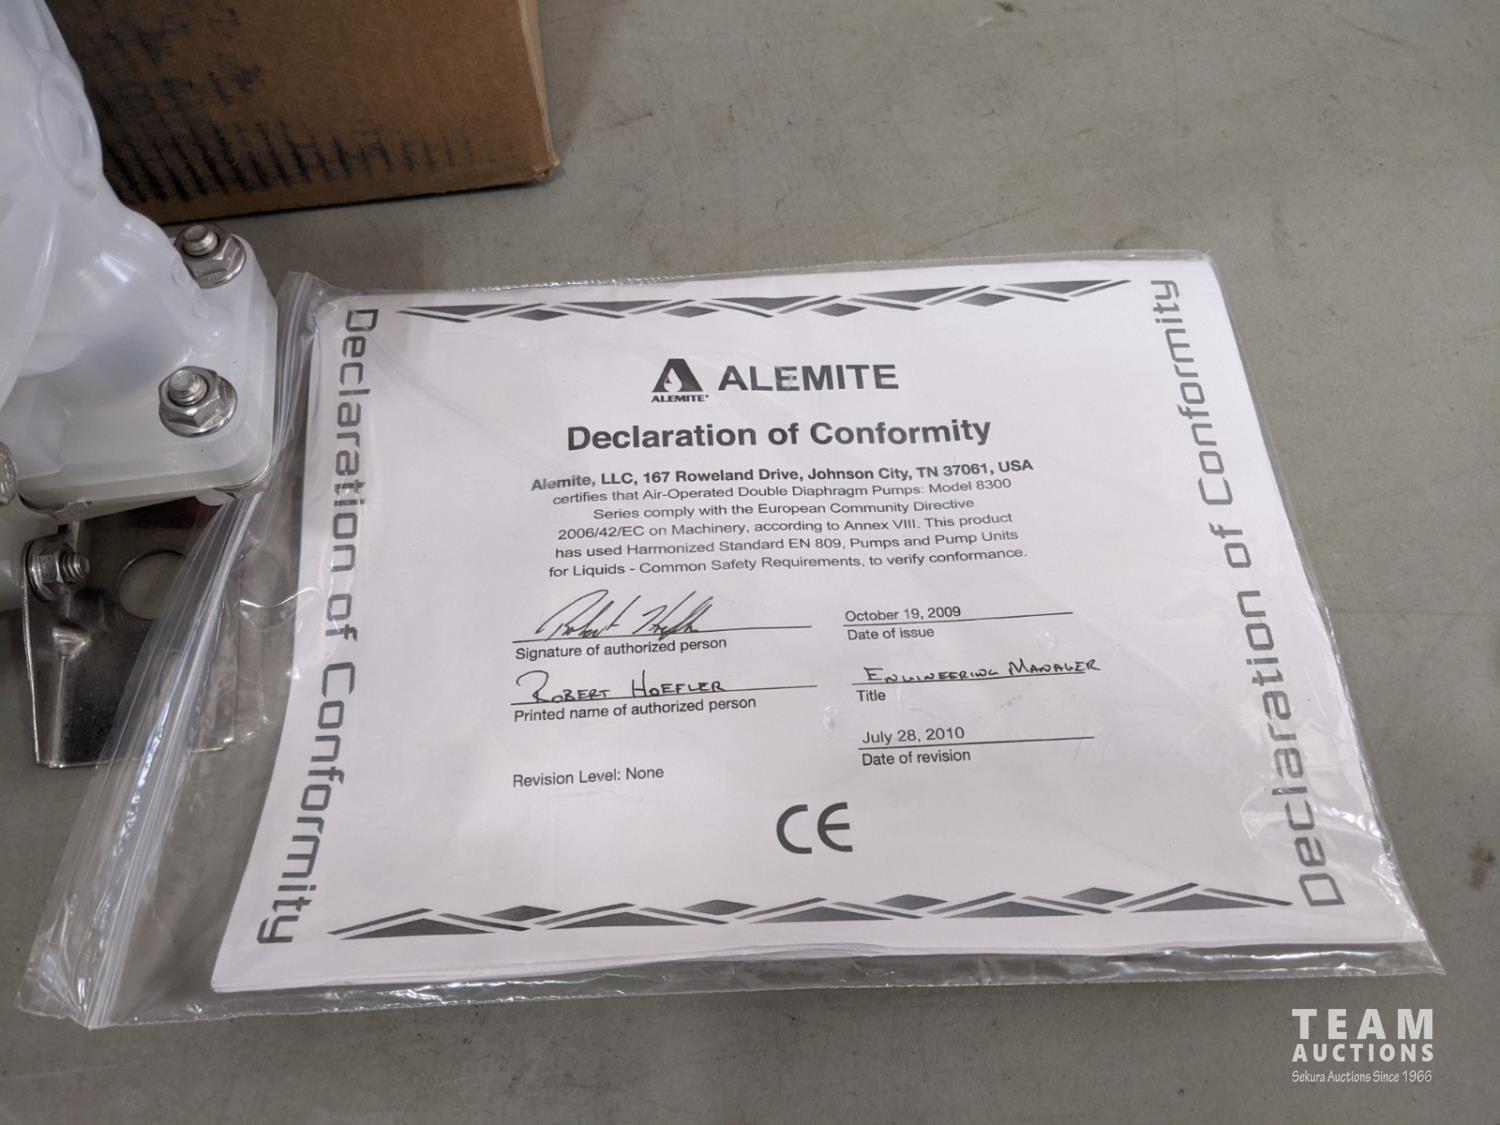 ALEMITE
ALEMITE
Declaration of Conformity
Alemite, LLC, 167 Roweland Drive, Johnson City, TN 37061, USA
certifies that Air-Operated Double Diaphragm Pumps: Model 8300
Series comply with the European Community Directive
2006/42/EC on Machinery, according to Annex VIII. This product
has used Harmonized Standard EN 809, Pumps and Pump Units
for Liquids - Common Safety Requirements, to verify conformance.
Robert Hoefler
Signature of authorized person
October 19, 2009
Date of issue
ROBERT HOEFLER
Printed name of authorized person
ENGINEERING MANAGER
Title
July 28, 2010
Date of revision
Revision Level: None
CE
Declaration of Conformity
Declaration of Conformity
TEAM
AUCTIONS
Sekura Auctions Since 1966